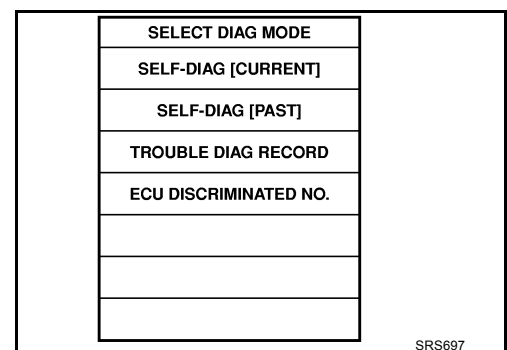 SELECT DIAG MODE
SELF-DIAG [CURRENT]
SELF-DIAG [PAST]
TROUBLE DIAG RECORD
ECU DISCRIMINATED NO.
SRS697